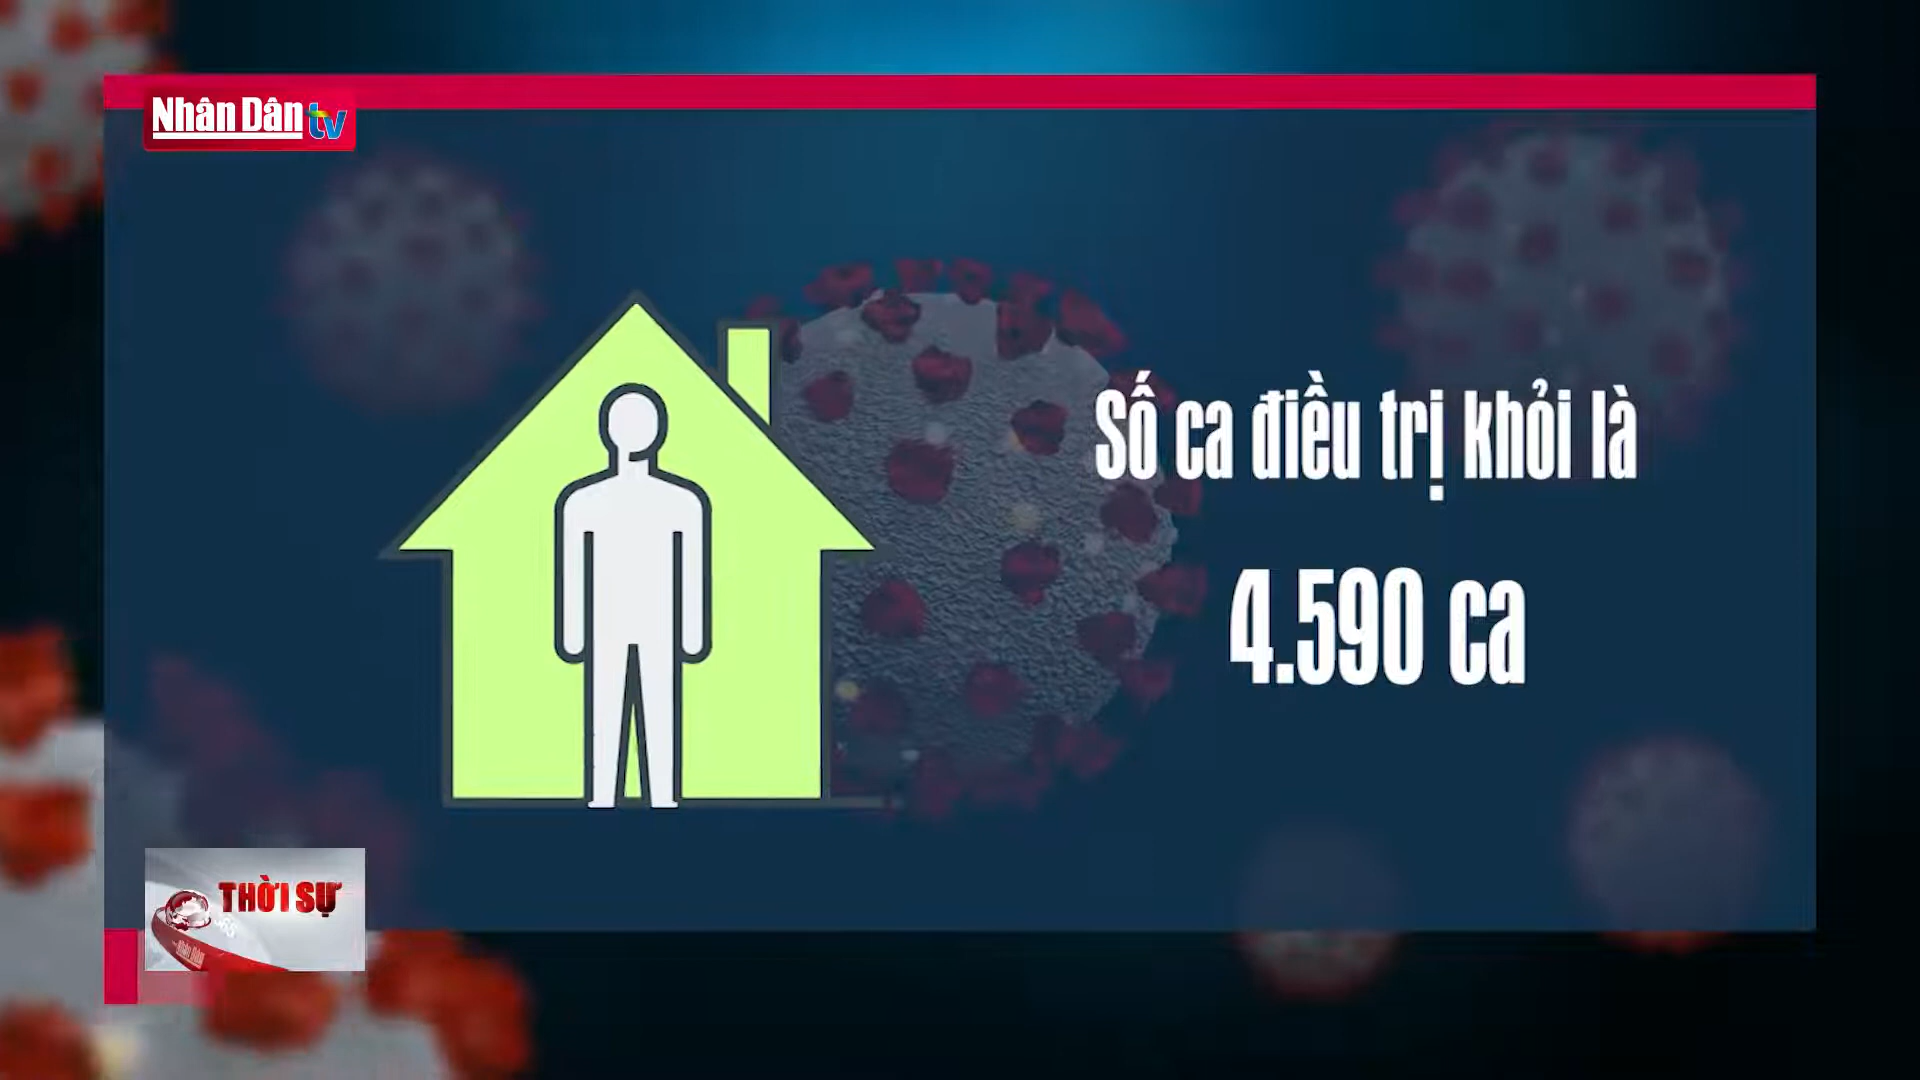 Nhân Dân tv
Số ca điều trị khỏi là
4.590 ca
THỜI SỰ